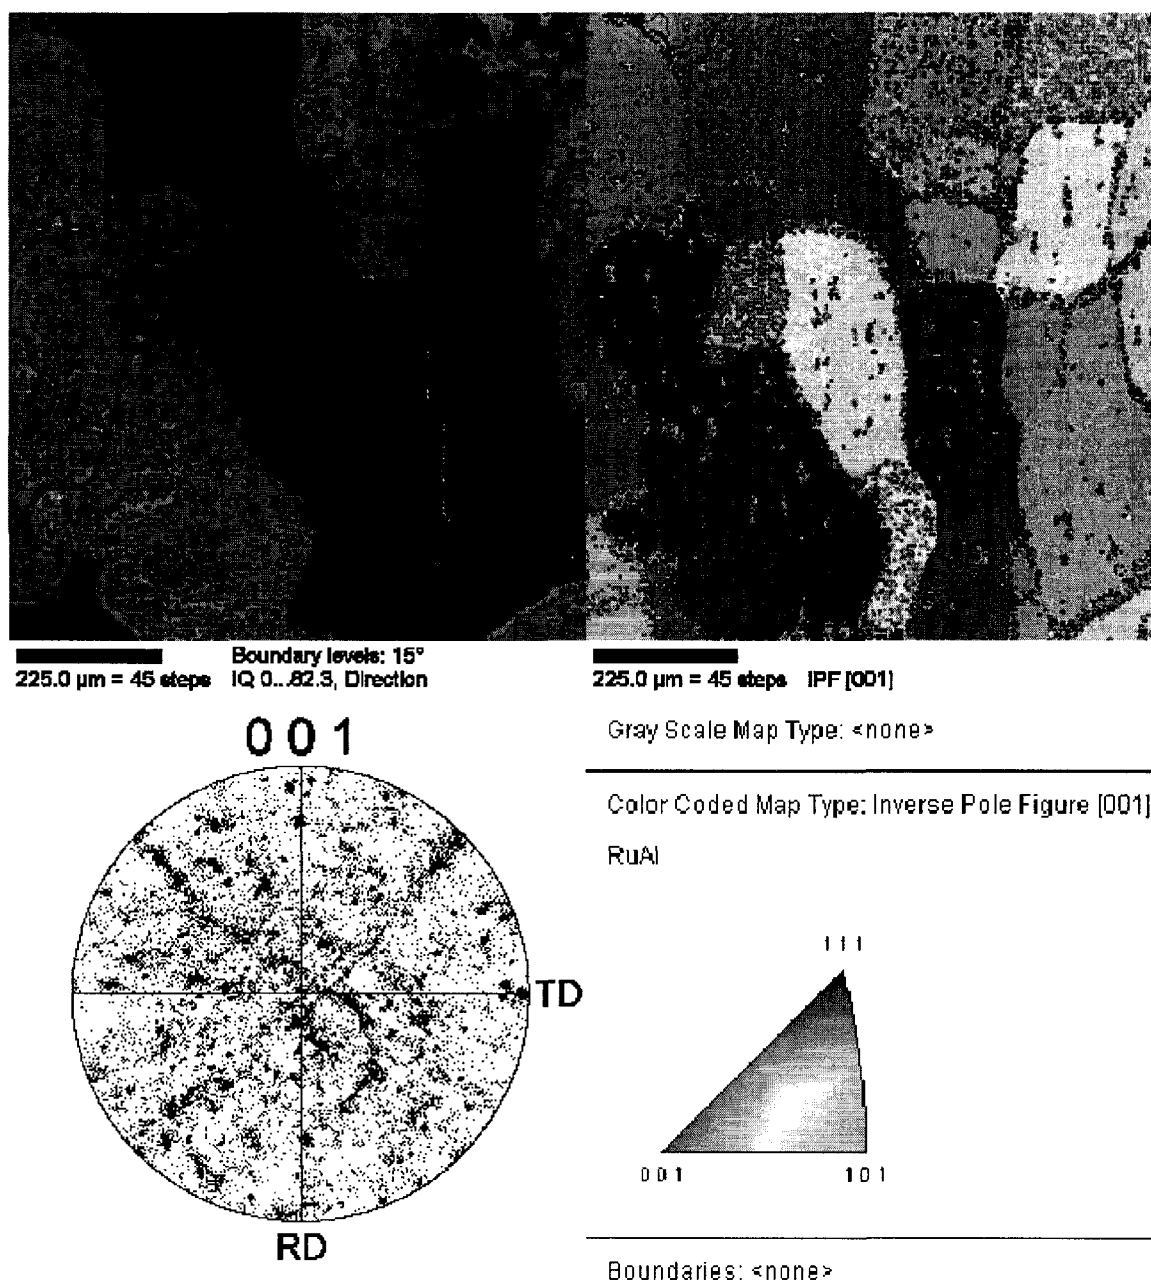 Boundary levels: 15°
225.0 µm = 45 steps IQ 0...82.3, Direction
225.0 µm = 45 steps IPF [001]
Gray Scale Map Type: <none>
0 0 1
Color Coded Map Type: Inverse Pole Figure [001]
RuAl
1 1 1
TD
0 0 1
1 0 1
RD
Boundaries: <none>